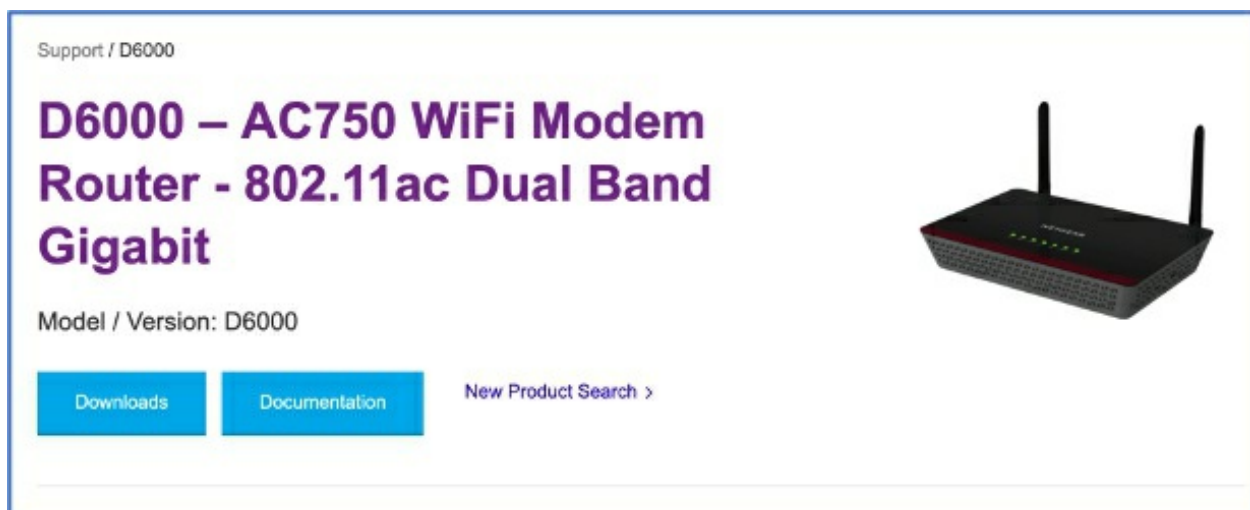 Support / D6000
D6000 – AC750 WiFi Modem
Router - 802.11ac Dual Band
Gigabit
NETGEAR
Model / Version: D6000
Downloads
Documentation
New Product Search >